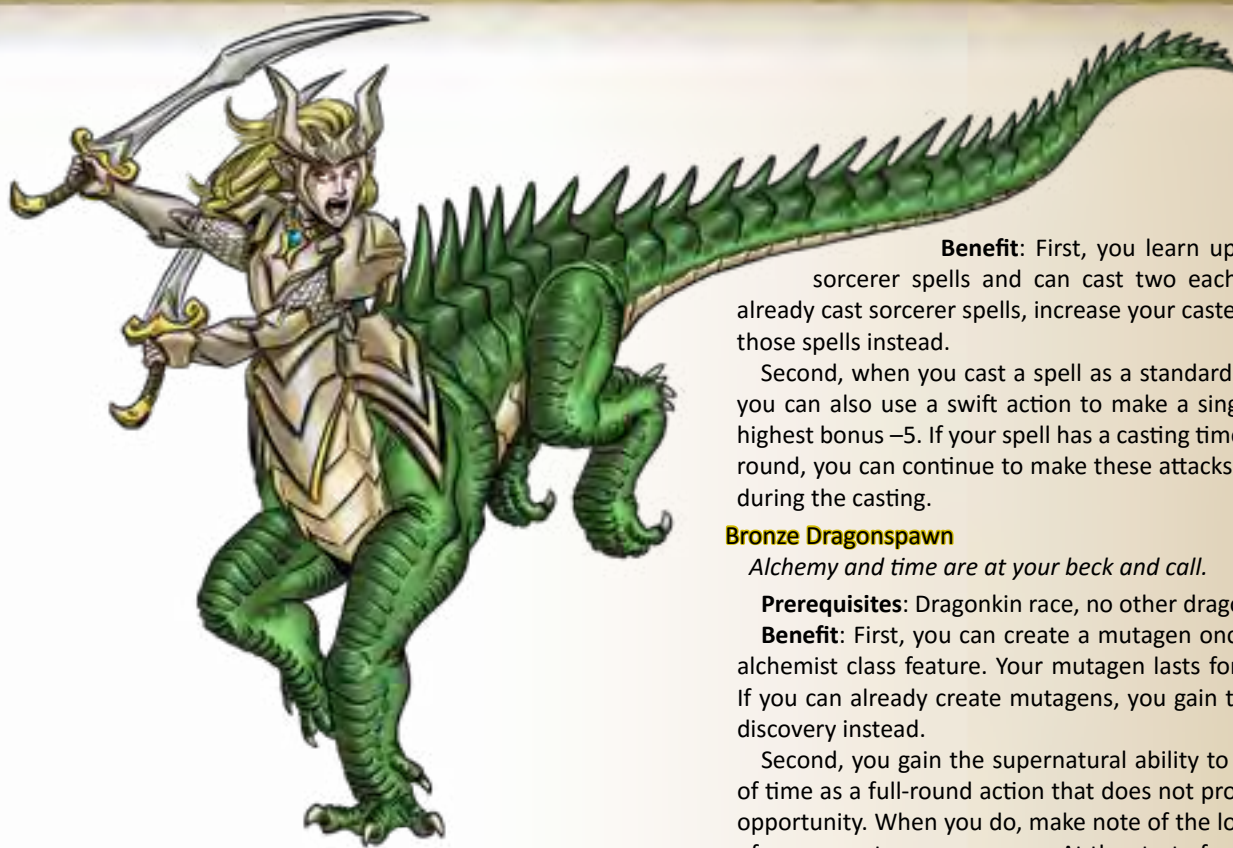 Benefit: First, you learn up
sorcerer spells and can cast two each
already cast sorcerer spells, increase your caste
those spells instead.
Second, when you cast a spell as a standard
you can also use a swift action to make a sing
highest bonus –5. If your spell has a casting time
round, you can continue to make these attacks
during the casting.
Bronze Dragonspawn
Alchemy and time are at your beck and call.
Prerequisites: Dragonkin race, no other drago
Benefit: First, you can create a mutagen onc
alchemist class feature. Your mutagen lasts for
If you can already create mutagens, you gain t
discovery instead.
Second, you gain the supernatural ability to
of time as a full-round action that does not pro
opportunity. When you do, make note of the lo